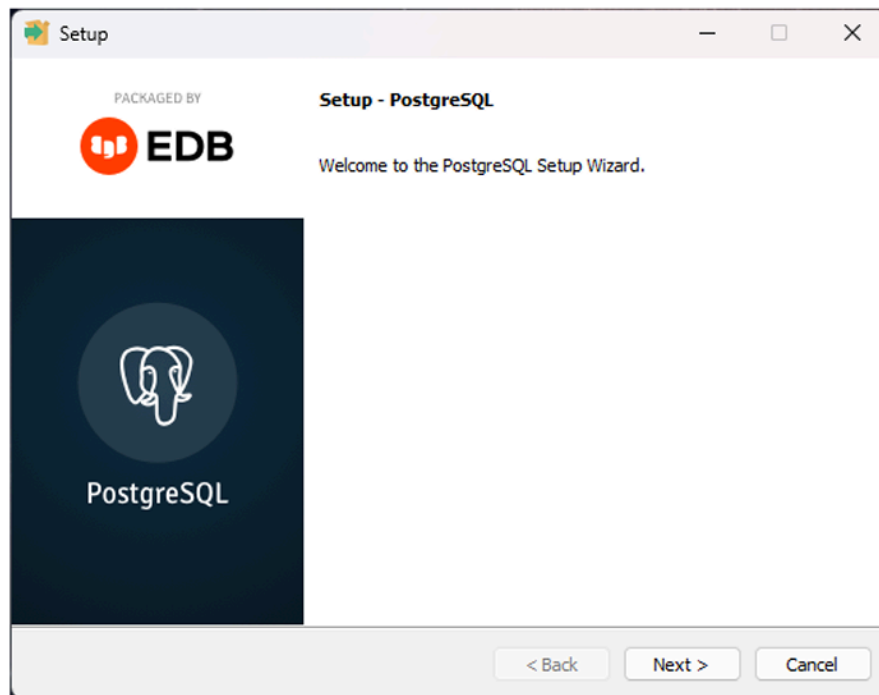 Setup
PACKAGED BY
EDB
Setup - PostgreSQL
Welcome to the PostgreSQL Setup Wizard.
PostgreSQL
< Back
Next >
Cancel